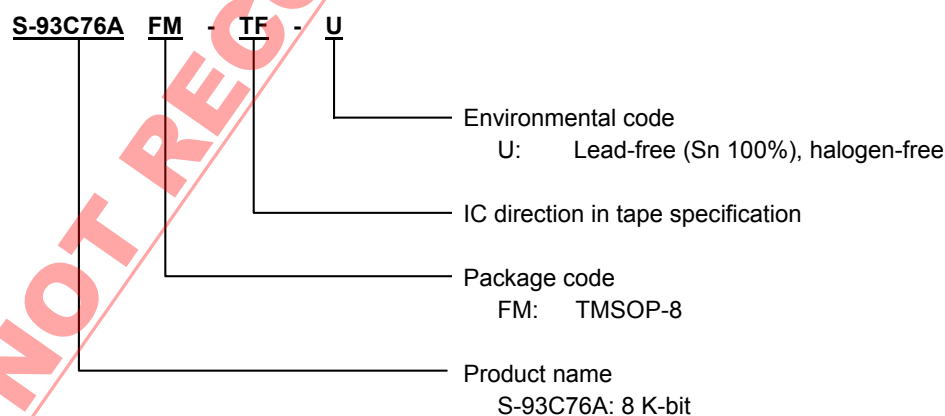 S-93C76A FM - TF - U
Environmental code
U: Lead-free (Sn 100%), halogen-free
IC direction in tape specification
Package code
FM: TMSOP-8
Product name
S-93C76A: 8 K-bit
NOT